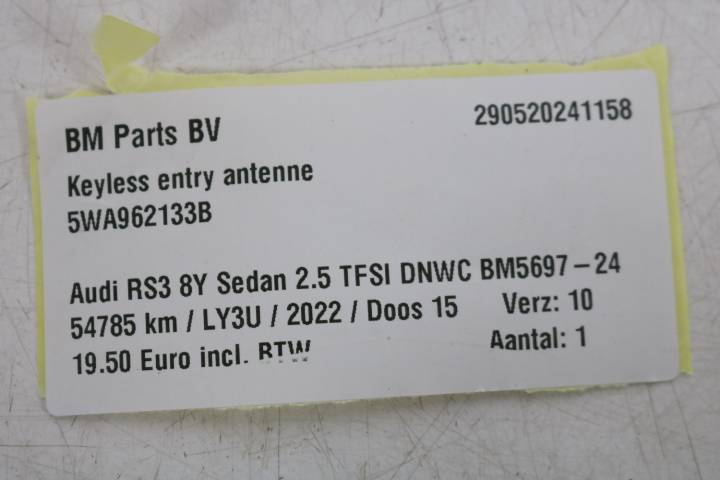 BM Parts BV 290520241158
Keyless entry antenne
5WA962133B
Audi RS3 8Y Sedan 2.5 TFSI DNWC BM5697-24
54785 km / LY3U / 2022 / Doos 15 Verz: 10
19.50 Euro incl. BTW Aantal: 1